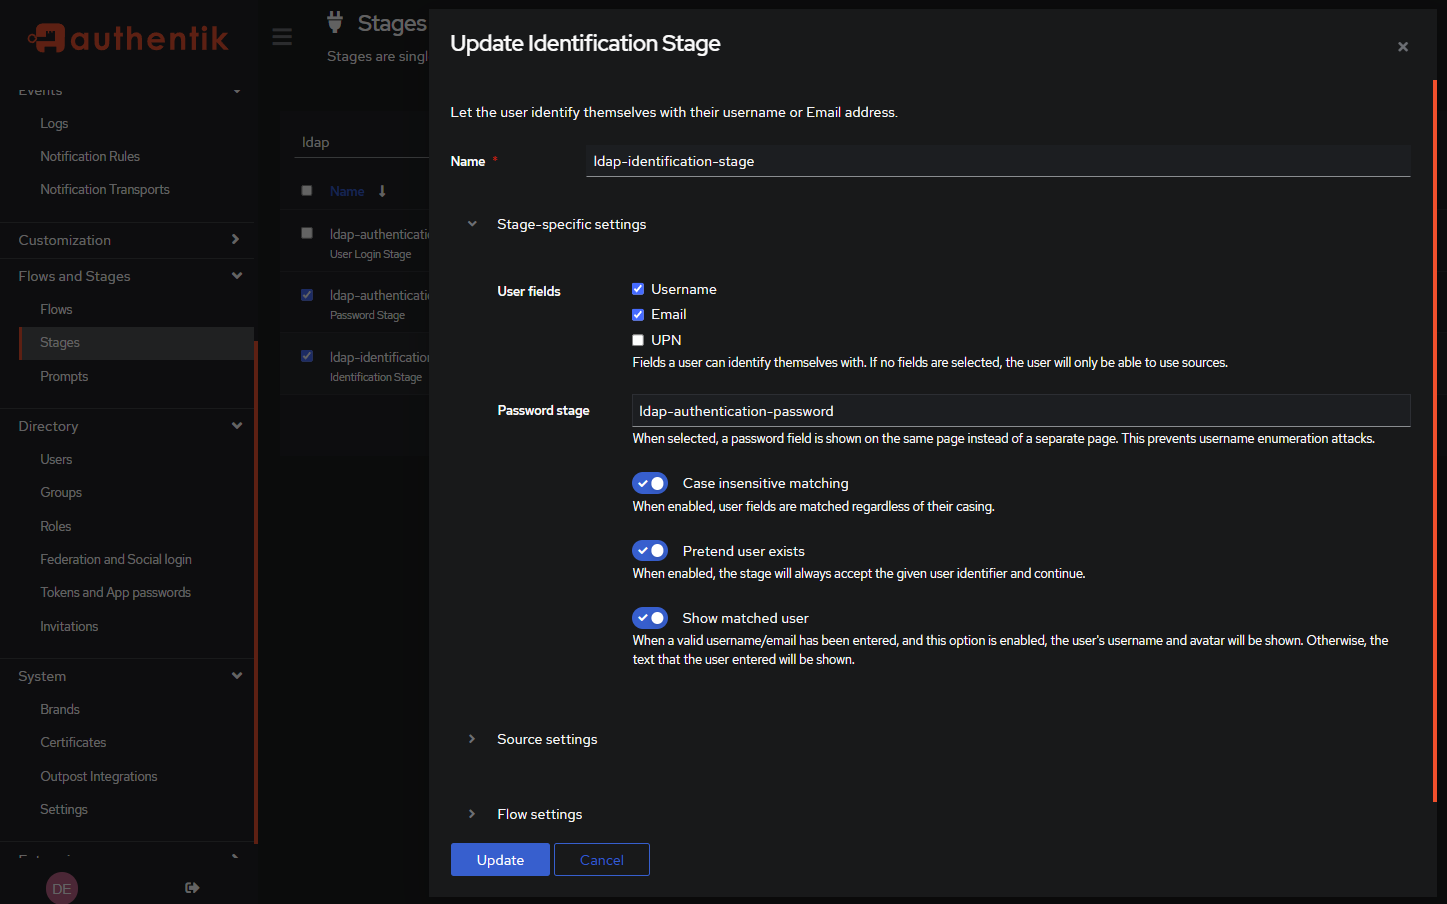 authentik
Events
Logs
Notification Rules
Notification Transports
Customization
Flows and Stages
Flows
Stages
Prompts
Directory
Users
Groups
Roles
Federation and Social login
Tokens and App passwords
Invitations
System
Brands
Certificates
Outpost Integrations
Settings
DE
Stages
Stages are singl
ldap
Name
ldap-authenticati
User Login Stage
ldap-authenticati
Password Stage
ldap-identification
Identification Stage
Update Identification Stage
Let the user identify themselves with their username or Email address.
Name *
ldap-identification-stage
Stage-specific settings
User fields
Username
Email
UPN
Fields a user can identify themselves with. If no fields are selected, the user will only be able to use sources.
Password stage
ldap-authentication-password
When selected, a password field is shown on the same page instead of a separate page. This prevents username enumeration attacks.
Case insensitive matching
When enabled, user fields are matched regardless of their casing.
Pretend user exists
When enabled, the stage will always accept the given user identifier and continue.
Show matched user
When a valid username/email has been entered, and this option is enabled, the user's username and avatar will be shown. Otherwise, the
text that the user entered will be shown.
Source settings
Flow settings
Update
Cancel